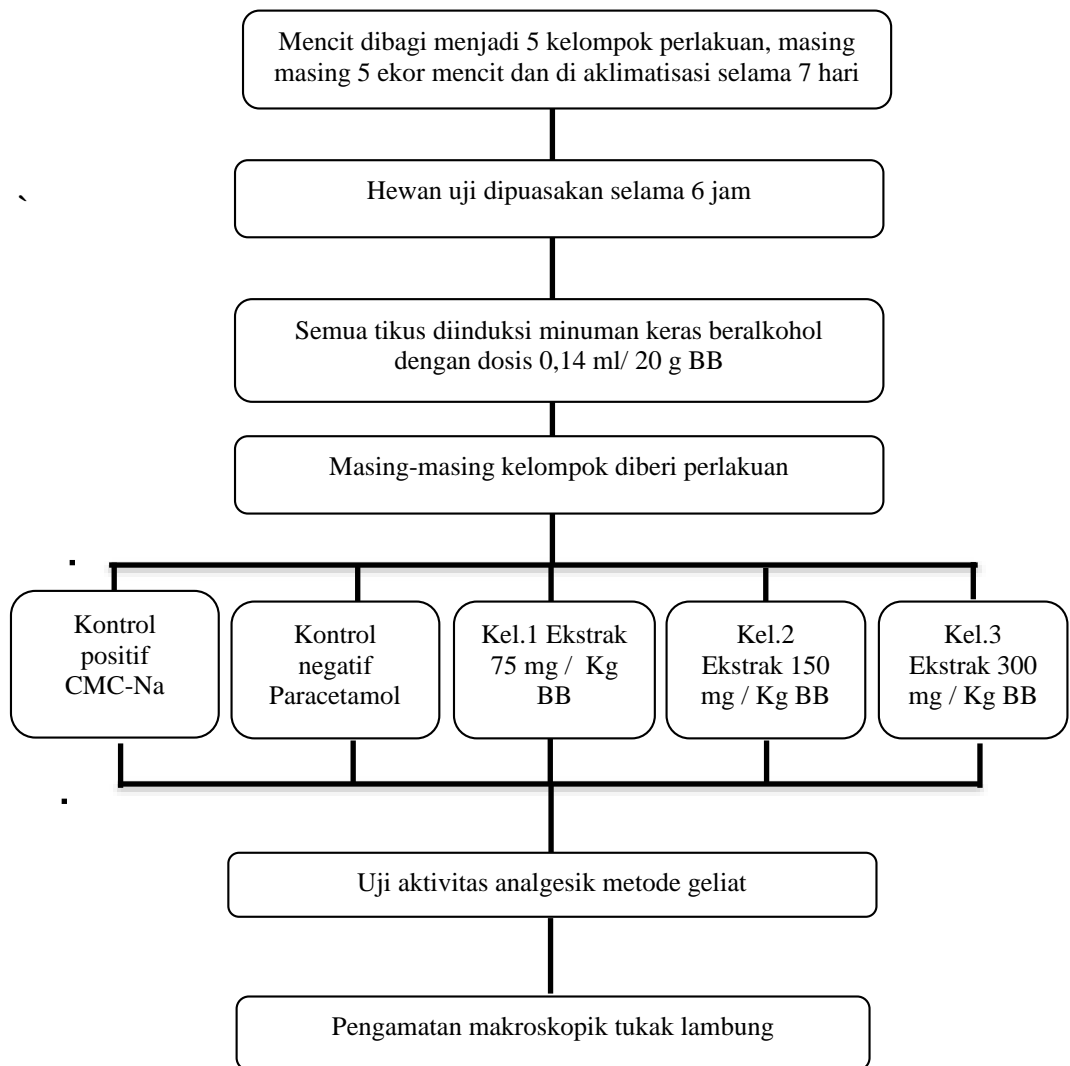 Mencit dibagi menjadi 5 kelompok perlakuan, masing
masing 5 ekor mencit dan di aklimatisasi selama 7 hari
`
Hewan uji dipuasakan selama 6 jam
Semua tikus diinduksi minuman keras beralkohol
dengan dosis 0,14 ml/ 20 g BB
Masing-masing kelompok diberi perlakuan
Kontrol
positif
CMC-Na
Kontrol
negatif
Paracetamol
Kel.1 Ekstrak
75 mg / Kg
BB
Kel.2
Ekstrak 150
mg / Kg BB
Kel.3
Ekstrak 300
mg / Kg BB
Uji aktivitas analgesik metode geliat
Pengamatan makroskopik tukak lambung